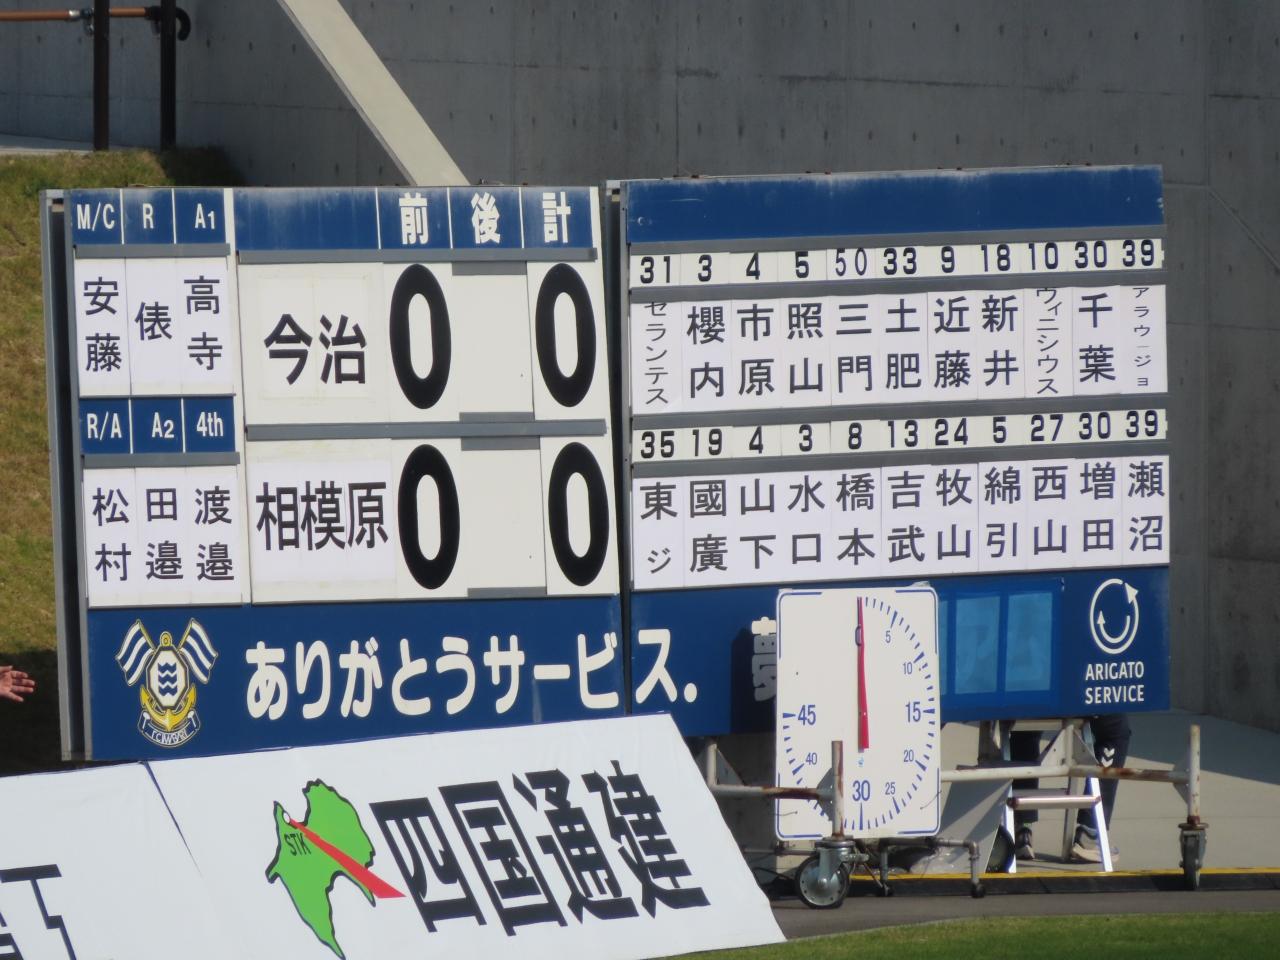 M/C R A1
安藤 俵 高寺
R/A A2 4th
松村 田邉 渡邉
前 後 計
今治 0 0
相模原 0 0
31 3 4 5 50 33 9 18 10 30 39
セランテス 櫻内 市原 照山 三門 土肥 近藤 新井 ヴィニシウス 千葉 アラウージョ
35 19 4 3 8 13 24 5 27 30 39
東ジ 國廣 山下 水口 橋本 吉武 牧山 綿引 西山 増田 瀬沼
ありがとうサービス.
ARIGATO
SERVICE
5 10 15 20 25 30 40 45
STK
四国通建